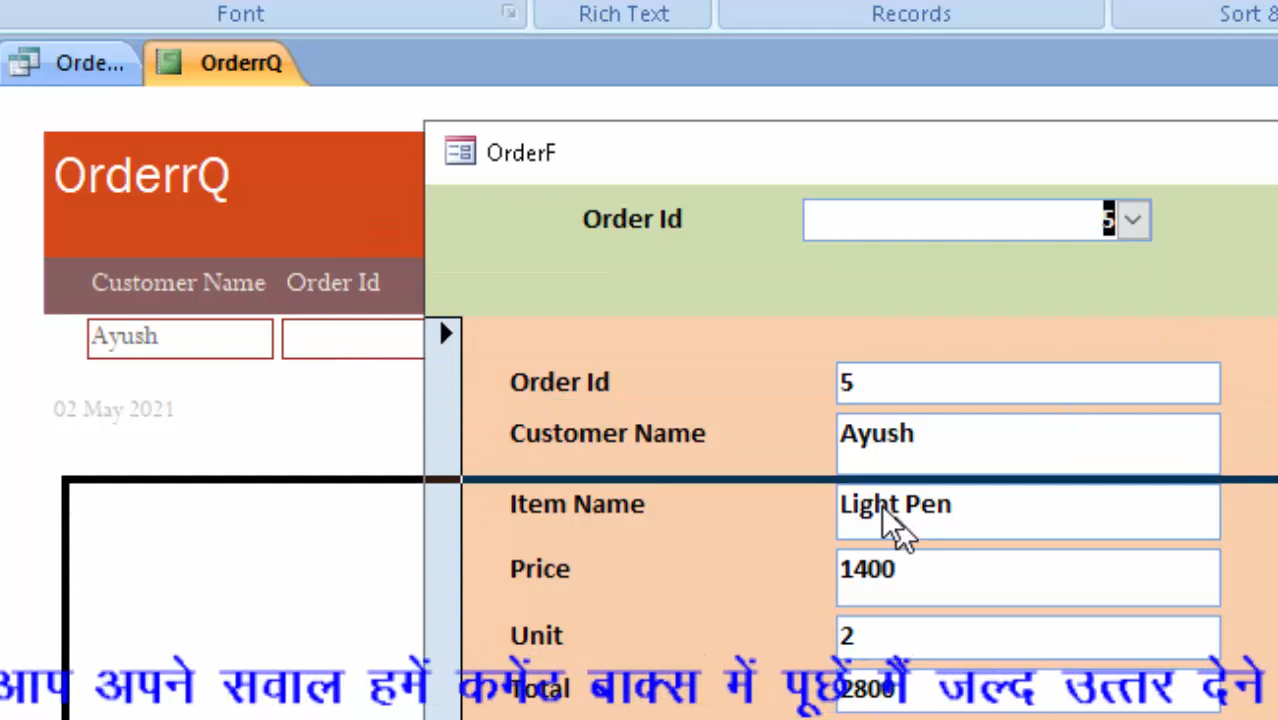 Font Rich Text Records Sort &
Orde... OrderrQ
OrderrQ
Customer Name Order Id
Ayush
02 May 2021
OrderF
Order Id 5
Order Id 5
Customer Name Ayush
Item Name Light Pen
Price 1400
Unit 2
Total 2800
आप अपने सवाल हमें कमेंट बाक्स में पूछें मैं जल्द उत्तर देने